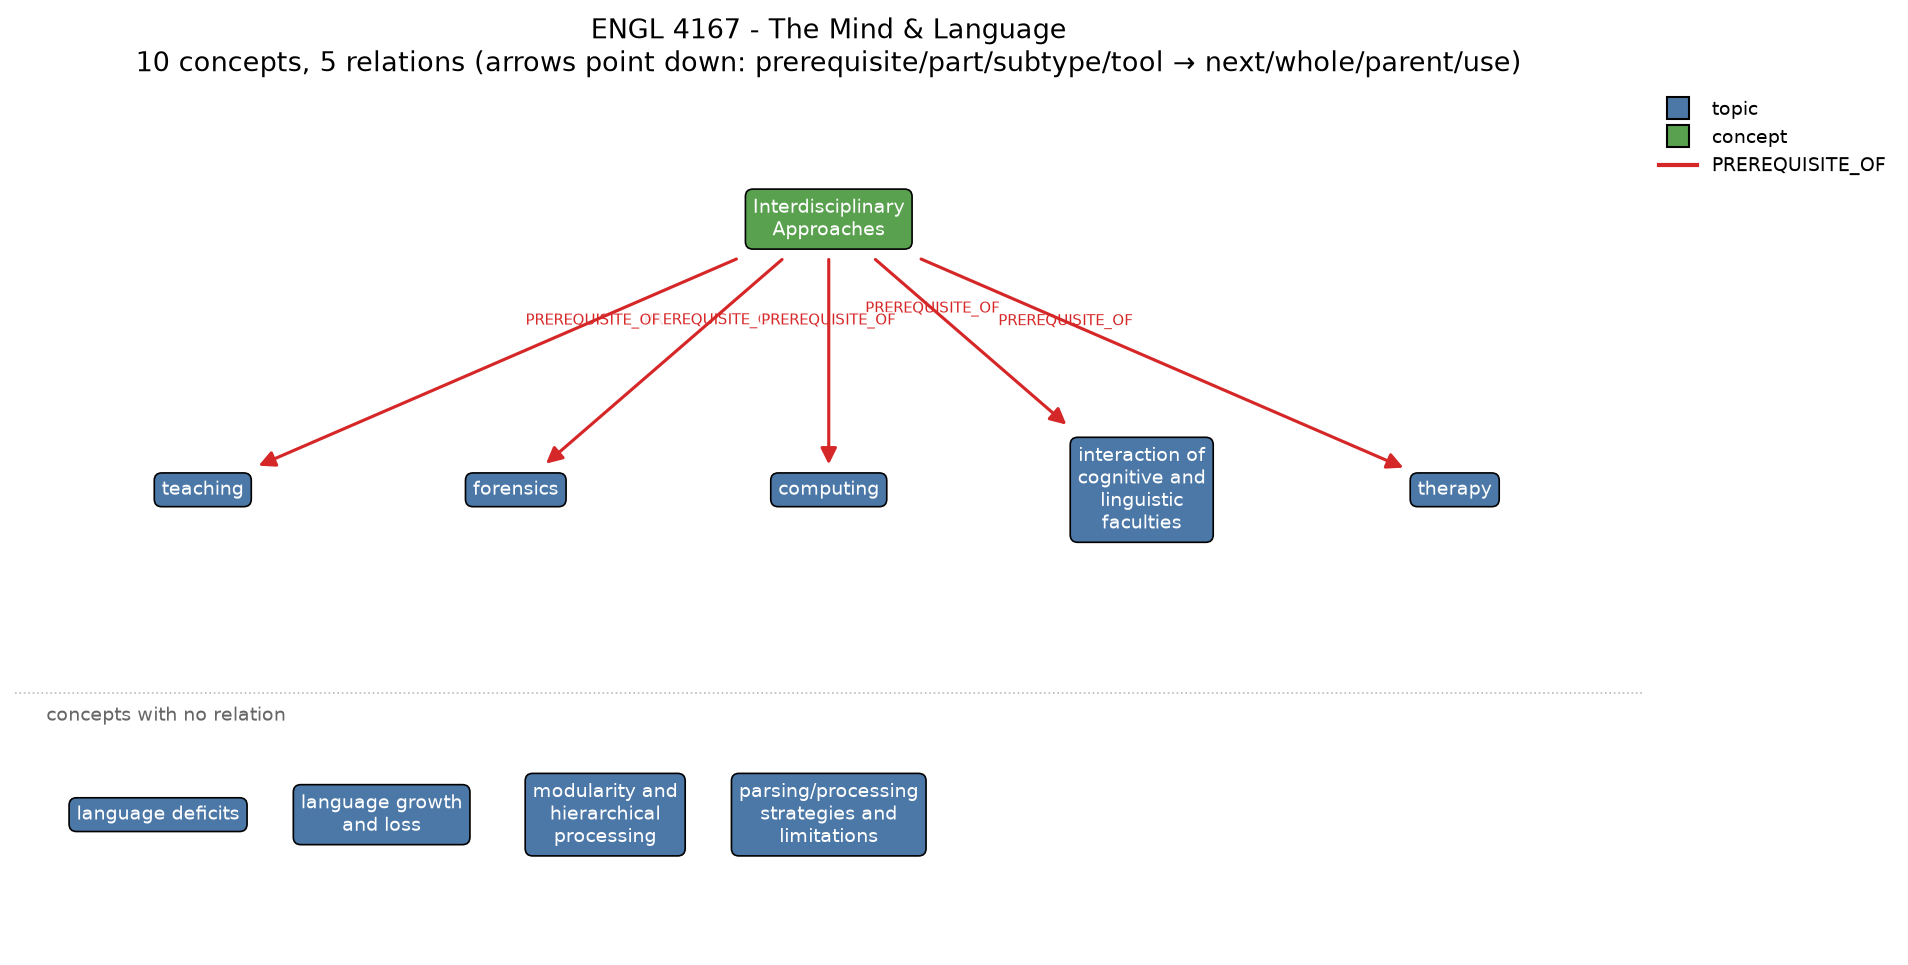 ENGL 4167 - The Mind & Language
10 concepts, 5 relations (arrows point down: prerequisite/part/subtype/tool → next/whole/parent/use)
topic
concept
PREREQUISITE_OF
Interdisciplinary
Approaches
PREREQUISITE_OF
PREREQUISITE_OF
PREREQUISITE_OF
PREREQUISITE_OF
teaching
forensics
computing
interaction of
cognitive and
linguistic
faculties
therapy
concepts with no relation
language deficits
language growth
and loss
modularity and
hierarchical
processing
parsing/processing
strategies and
limitations